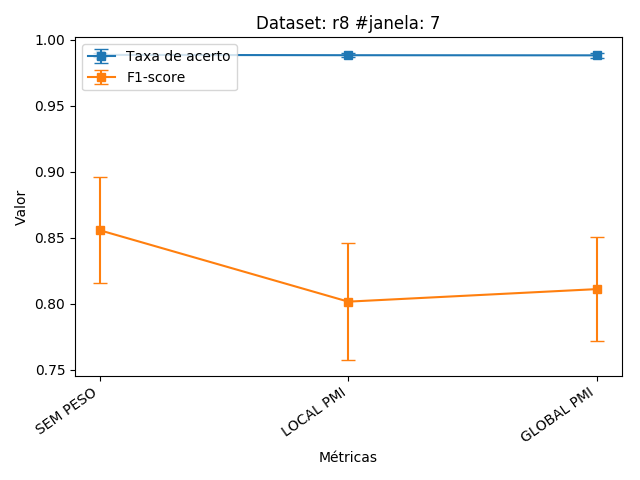 Dataset: r8 #janela: 7
Taxa de acerto
F1-score
1.00
0.95
0.90
0.85
0.80
0.75
Valor
SEM PESO
LOCAL PMI
GLOBAL PMI
Métricas